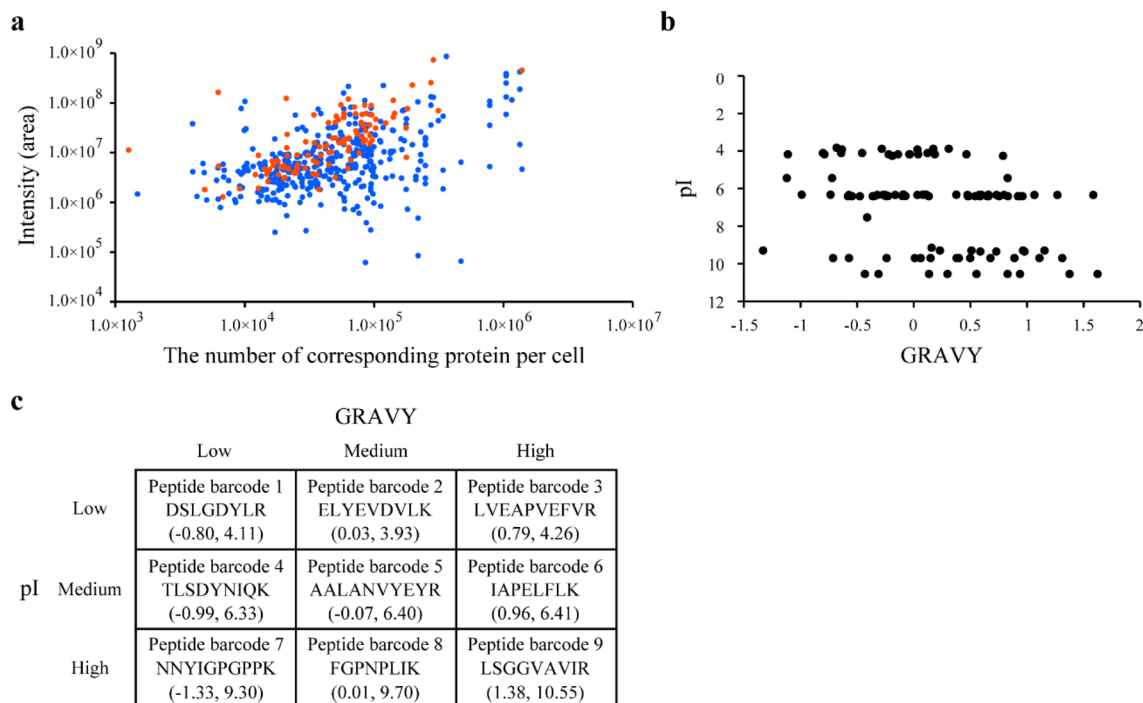 a
Intensity (area)
1.0×10⁹
1.0×10⁸
1.0×10⁷
1.0×10⁶
1.0×10⁵
1.0×10⁴
1.0×10³ 1.0×10⁴ 1.0×10⁵ 1.0×10⁶ 1.0×10⁷
The number of corresponding protein per cell
b
pI
0
2
4
6
8
10
12
-1.5 -1 -0.5 0 0.5 1 1.5 2
GRAVY
c
GRAVY
Low Medium High
pI
Low
Peptide barcode 1
DSLGDYLR
(-0.80, 4.11)
Peptide barcode 2
ELYEVDVLK
(0.03, 3.93)
Peptide barcode 3
LVEAPVEFVR
(0.79, 4.26)
Medium
Peptide barcode 4
TLSDYNIQK
(-0.99, 6.33)
Peptide barcode 5
AALANVYEYR
(-0.07, 6.40)
Peptide barcode 6
IAPELFLK
(0.96, 6.41)
High
Peptide barcode 7
NNYIGPGPPK
(-1.33, 9.30)
Peptide barcode 8
FGPNPLIK
(0.01, 9.70)
Peptide barcode 9
LSGGVAVIR
(1.38, 10.55)